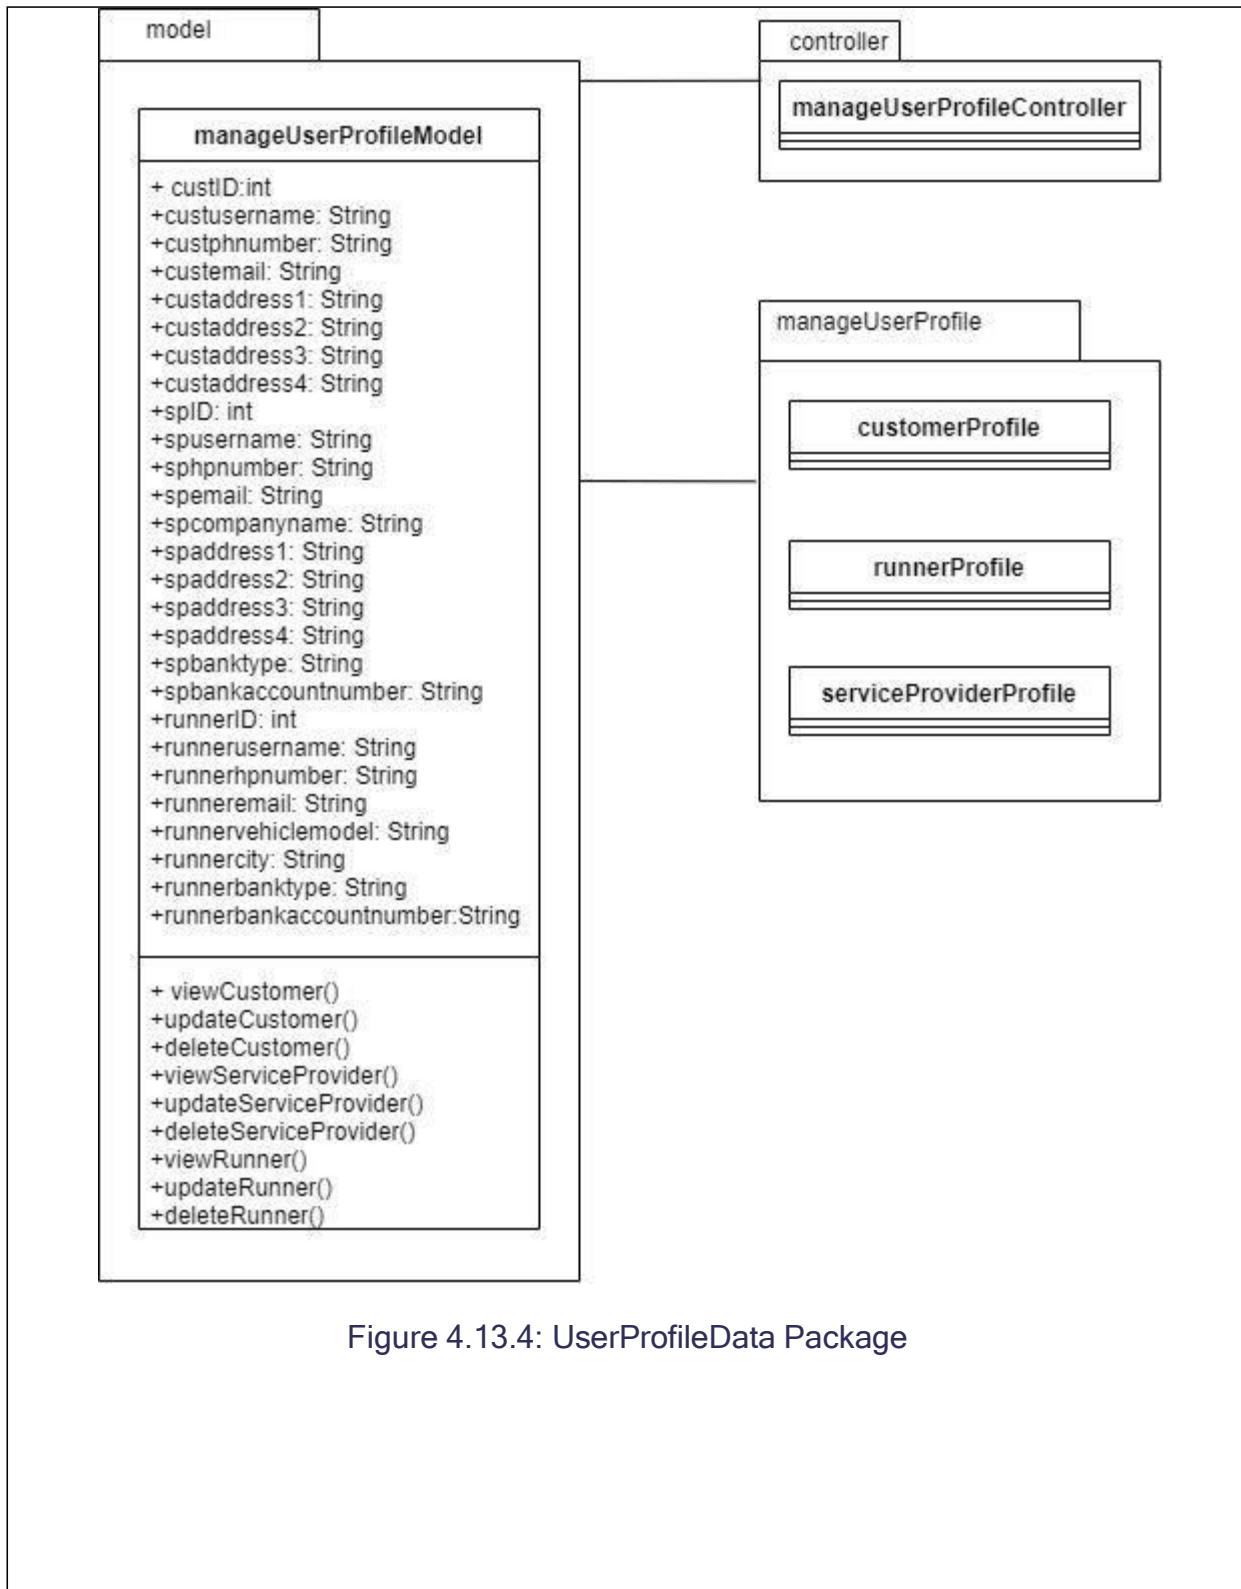 model
manageUserProfileModel
+ custID:int
+custusername: String
+custphnumber: String
+custemail: String
+custaddress1: String
+custaddress2: String
+custaddress3: String
+custaddress4: String
+spID: int
+spusername: String
+sphpnumber: String
+spemail: String
+spcompanyname: String
+spaddress1: String
+spaddress2: String
+spaddress3: String
+spaddress4: String
+spbanktype: String
+spbankaccountnumber: String
+runnerID: int
+runnerusername: String
+runnerhpnumber: String
+runneremail: String
+runnervehiclemodel: String
+runnercity: String
+runnerbanktype: String
+runnerbankaccountnumber:String
+ viewCustomer()
+updateCustomer()
+deleteCustomer()
+viewServiceProvider()
+updateServiceProvider()
+deleteServiceProvider()
+viewRunner()
+updateRunner()
+deleteRunner()
controller
manageUserProfileController
manageUserProfile
customerProfile
runnerProfile
serviceProviderProfile
Figure 4.13.4: UserProfileData Package